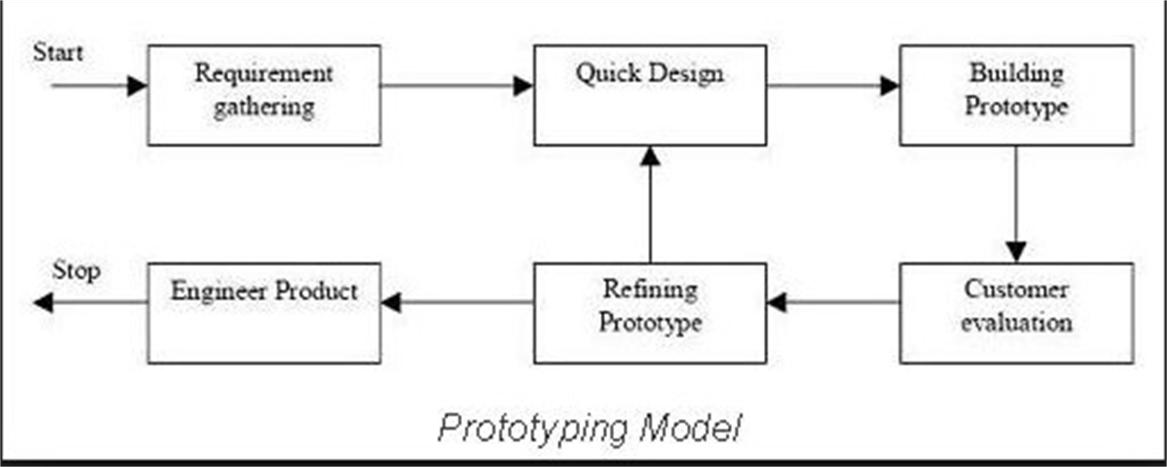 Start
Requirement
gathering
Quick Design
Building
Prototype
Stop
Engineer Product
Refining
Prototype
Customer
evaluation
Prototyping Model